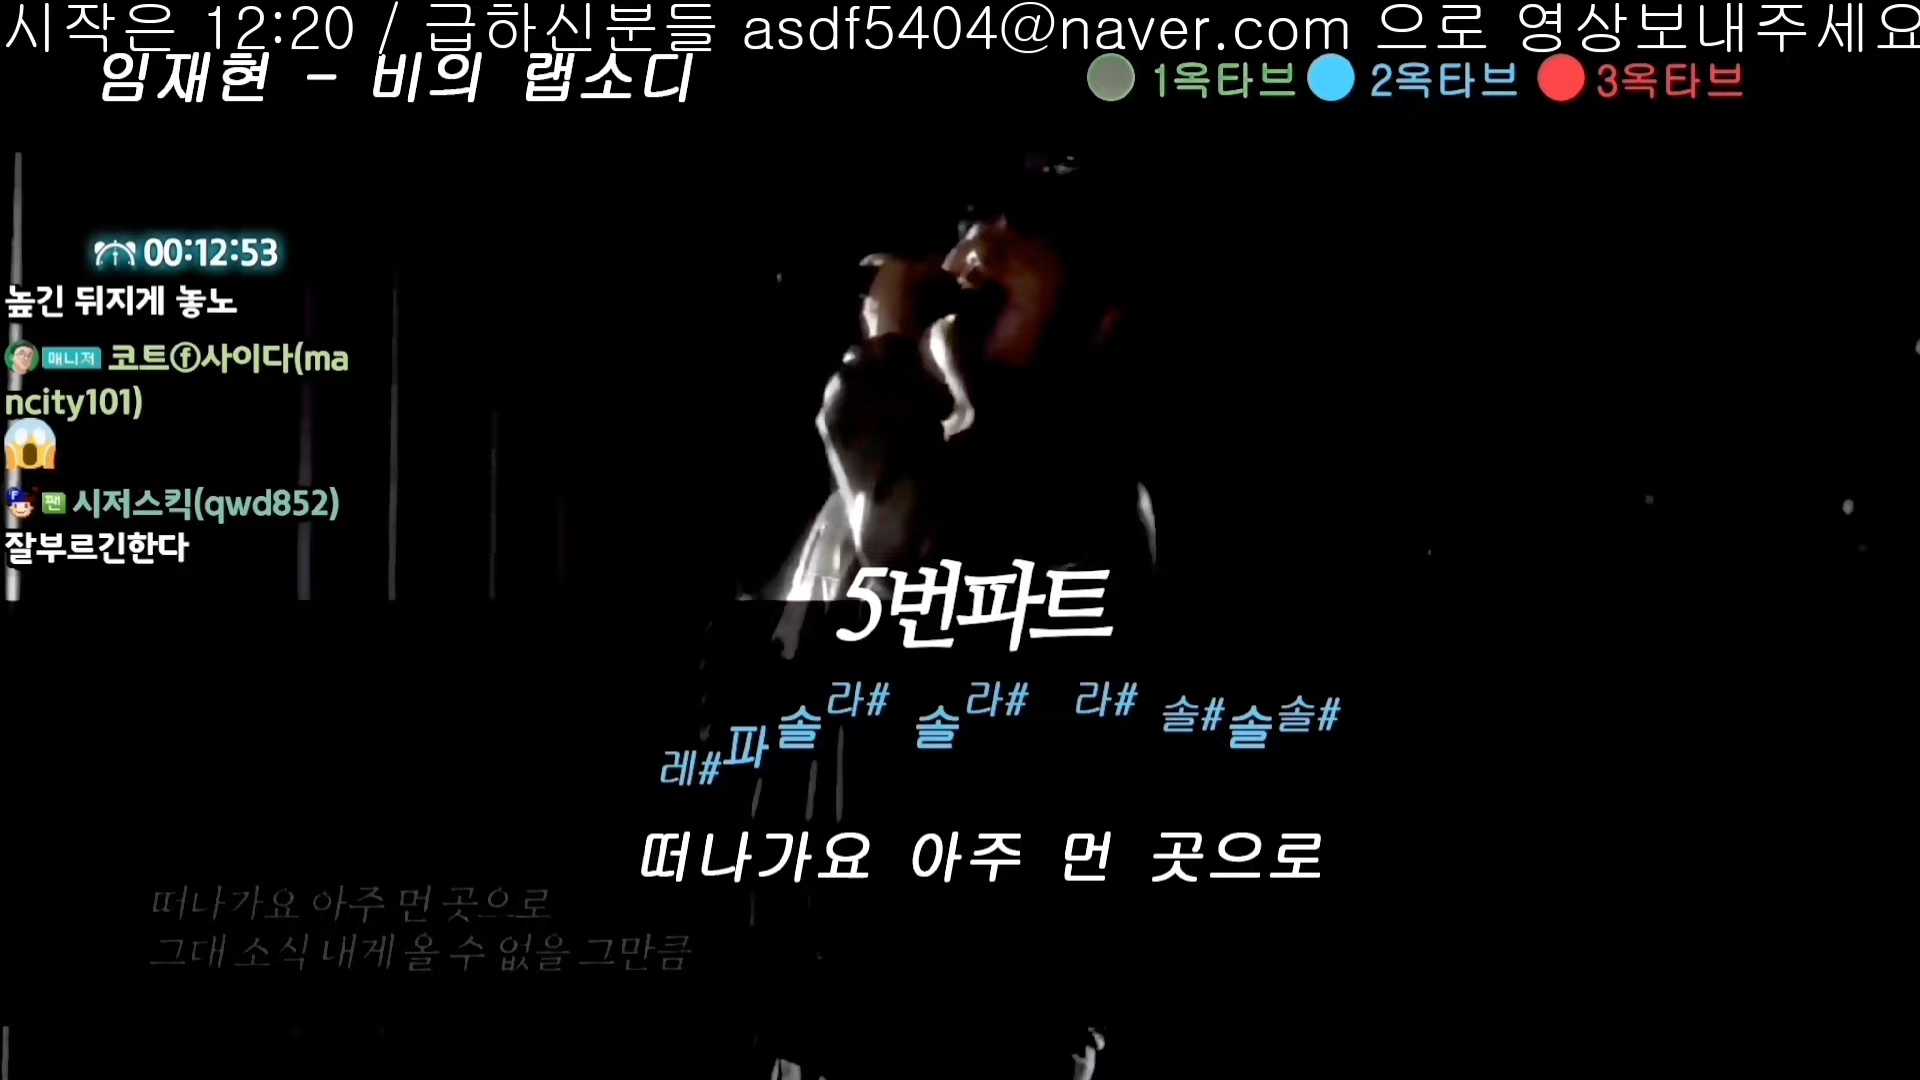 시작은 12:20 / 급하신분들 asdf5404@naver.com 으로 영상보내주세요
임재현 - 비의 랩소디
1옥타브 2옥타브 3옥타브
00:12:53
높긴 뒤지게 놓노
매니저 코트ⓕ사이다(ma
ncity101)
팬 시저스킥(qwd852)
잘부르긴한다
5번파트
레# 파 솔 라# 솔 라# 라# 솔# 솔 솔#
떠나가요 아주 먼 곳으로
떠나가요 아주 먼 곳으로
그대 소식 내게 올 수 없을 그만큼